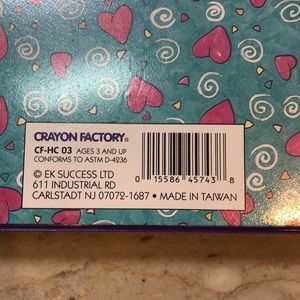 CRAYON FACTORY®
CF-HC 03 AGES 3 AND UP
CONFORMS TO ASTM D-4236
© EK SUCCESS LTD
611 INDUSTRIAL RD
CARLSTADT NJ 07072-1687 • MADE IN TAIWAN
0 15586 45743 8